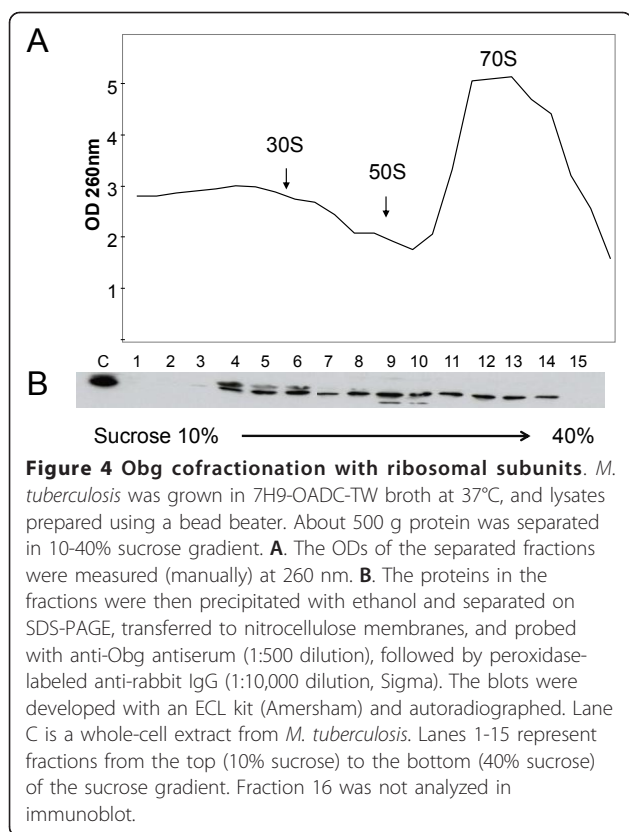 A
70S
5
4
30S
50S
3
OD 260nm
2
1
C 1 2 3 4 5 6 7 8 9 10 11 12 13 14 15
B
Sucrose 10% 40%
Figure 4 Obg cofractionation with ribosomal subunits. M.
tuberculosis was grown in 7H9-OADC-TW broth at 37°C, and lysates
prepared using a bead beater. About 500 g protein was separated
in 10-40% sucrose gradient. A. The ODs of the separated fractions
were measured (manually) at 260 nm. B. The proteins in the
fractions were then precipitated with ethanol and separated on
SDS-PAGE, transferred to nitrocellulose membranes, and probed
with anti-Obg antiserum (1:500 dilution), followed by peroxidase-
labeled anti-rabbit IgG (1:10,000 dilution, Sigma). The blots were
developed with an ECL kit (Amersham) and autoradiographed. Lane
C is a whole-cell extract from M. tuberculosis. Lanes 1-15 represent
fractions from the top (10% sucrose) to the bottom (40% sucrose)
of the sucrose gradient. Fraction 16 was not analyzed in
immunoblot.